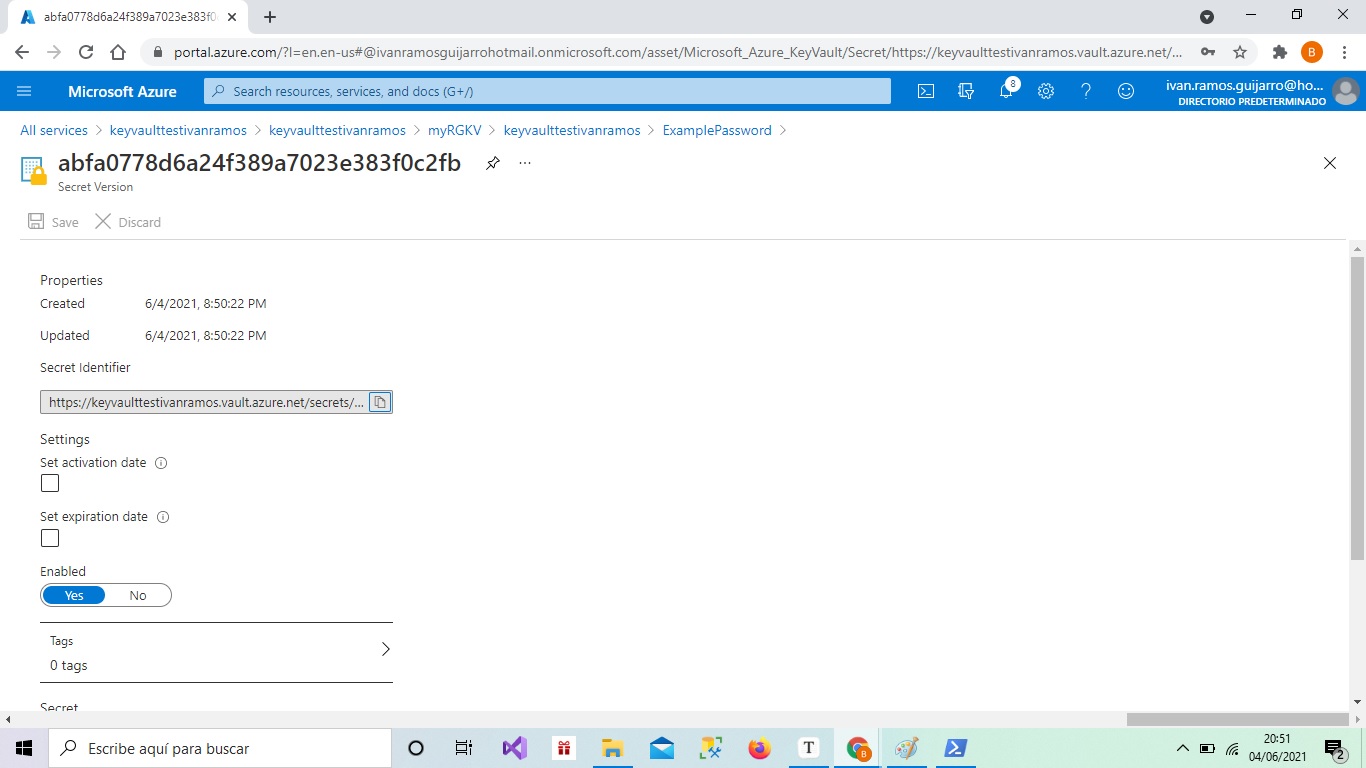 abfa0778d6a24f389a7023e383f0
portal.azure.com/?l=en.en-us#@ivanramosguijarrohotmail.onmicrosoft.com/asset/Microsoft_Azure_KeyVault/Secret/https://keyvaulttestivanramos.vault.azure.net/...
B
Microsoft Azure
Search resources, services, and docs (G+/)
8
ivan.ramos.guijarro@ho...
DIRECTORIO PREDETERMINADO
All services > keyvaulttestivanramos > keyvaulttestivanramos > myRGKV > keyvaulttestivanramos > ExamplePassword >
abfa0778d6a24f389a7023e383f0c2fb
Secret Version
Save Discard
Properties
Created 6/4/2021, 8:50:22 PM
Updated 6/4/2021, 8:50:22 PM
Secret Identifier
https://keyvaulttestivanramos.vault.azure.net/secrets/...
Settings
Set activation date
Set expiration date
Enabled
Yes No
Tags
0 tags
Secret
Escribe aquí para buscar
T
B
20:51
04/06/2021
2